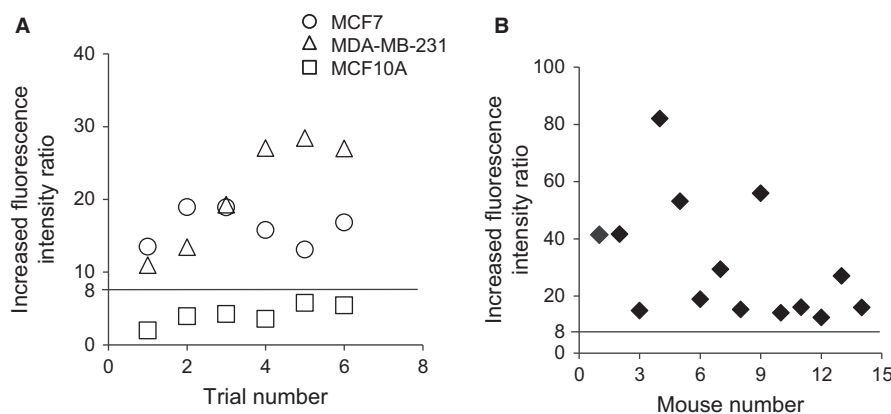 A
MCF7
MDA-MB-231
MCF10A
40
30
20
10
8
0
0 2 4 6 8
Increased fluorescence
intensity ratio
Trial number
B
100
80
60
40
20
8
0
0 3 6 9 12 15
Increased fluorescence
intensity ratio
Mouse number